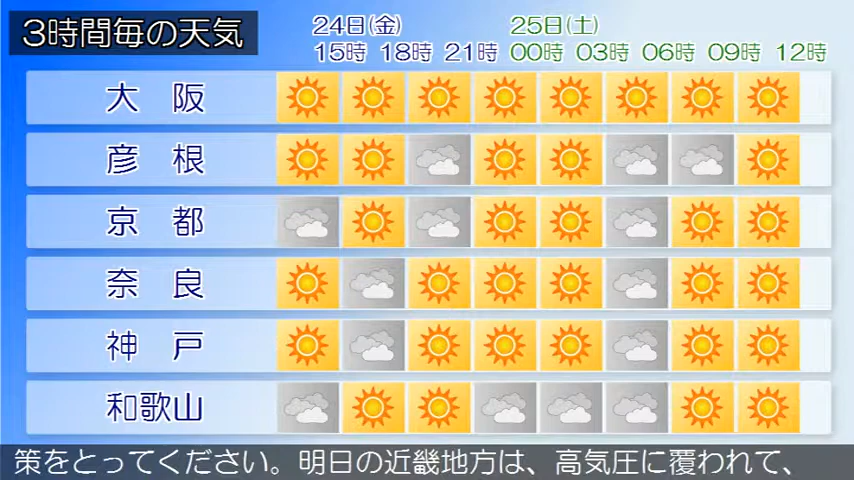 3時間毎の天気
24日(金) 25日(土)
15時 18時 21時 00時 03時 06時 09時 12時
大阪
彦根
京都
奈良
神戸
和歌山
策をとってください。明日の近畿地方は、高気圧に覆われて、